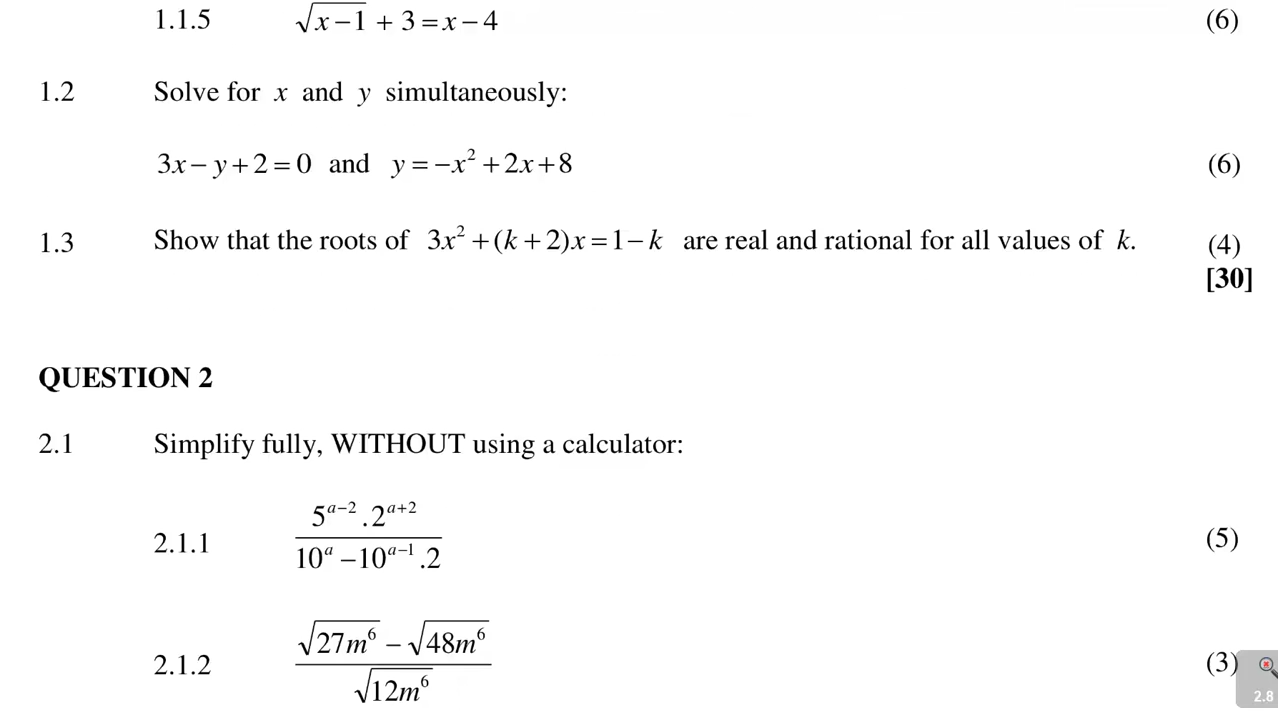 1.1.5 √(x−1) + 3 = x − 4 (6)
1.2 Solve for x and y simultaneously:
3x − y + 2 = 0 and y = −x² + 2x + 8 (6)
1.3 Show that the roots of 3x² + (k + 2)x = 1 − k are real and rational for all values of k. (4)
[30]
QUESTION 2
2.1 Simplify fully, WITHOUT using a calculator:
2.1.1 (5^(a−2) . 2^(a+2)) / (10^a − 10^(a−1) . 2) (5)
2.1.2 (√(27m⁶) − √(48m⁶)) / √(12m⁶) (3)
2.8